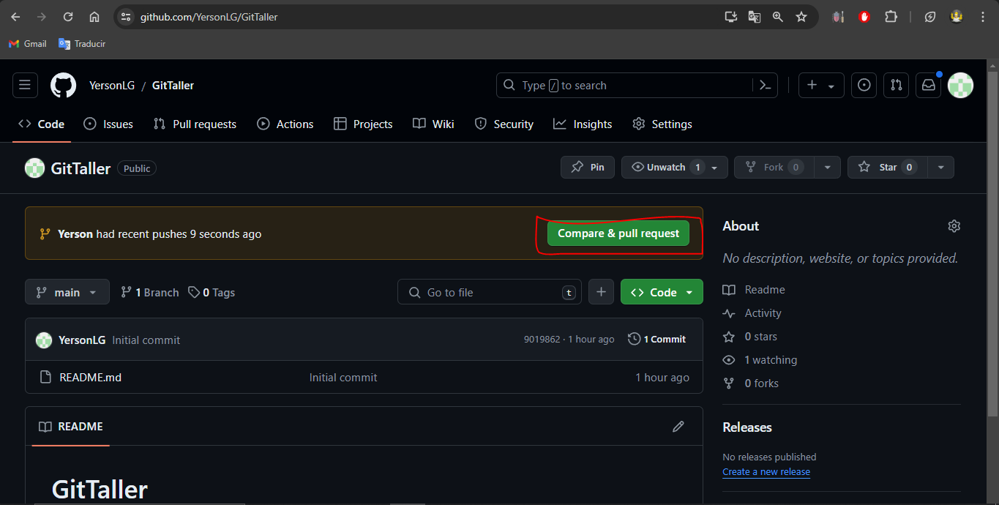 github.com/YersonLG/GitTaller
Gmail Traducir
YersonLG / GitTaller Type / to search
Code Issues Pull requests Actions Projects Wiki Security Insights Settings
GitTaller Public Pin Unwatch 1 Fork 0 Star 0
Yerson had recent pushes 9 seconds ago Compare & pull request
About
No description, website, or topics provided.
main 1 Branch 0 Tags Go to file t Code
Readme
Activity
YersonLG Initial commit 9019862 · 1 hour ago 1 Commit
0 stars
1 watching
README.md Initial commit 1 hour ago
0 forks
README
Releases
No releases published
Create a new release
GitTaller